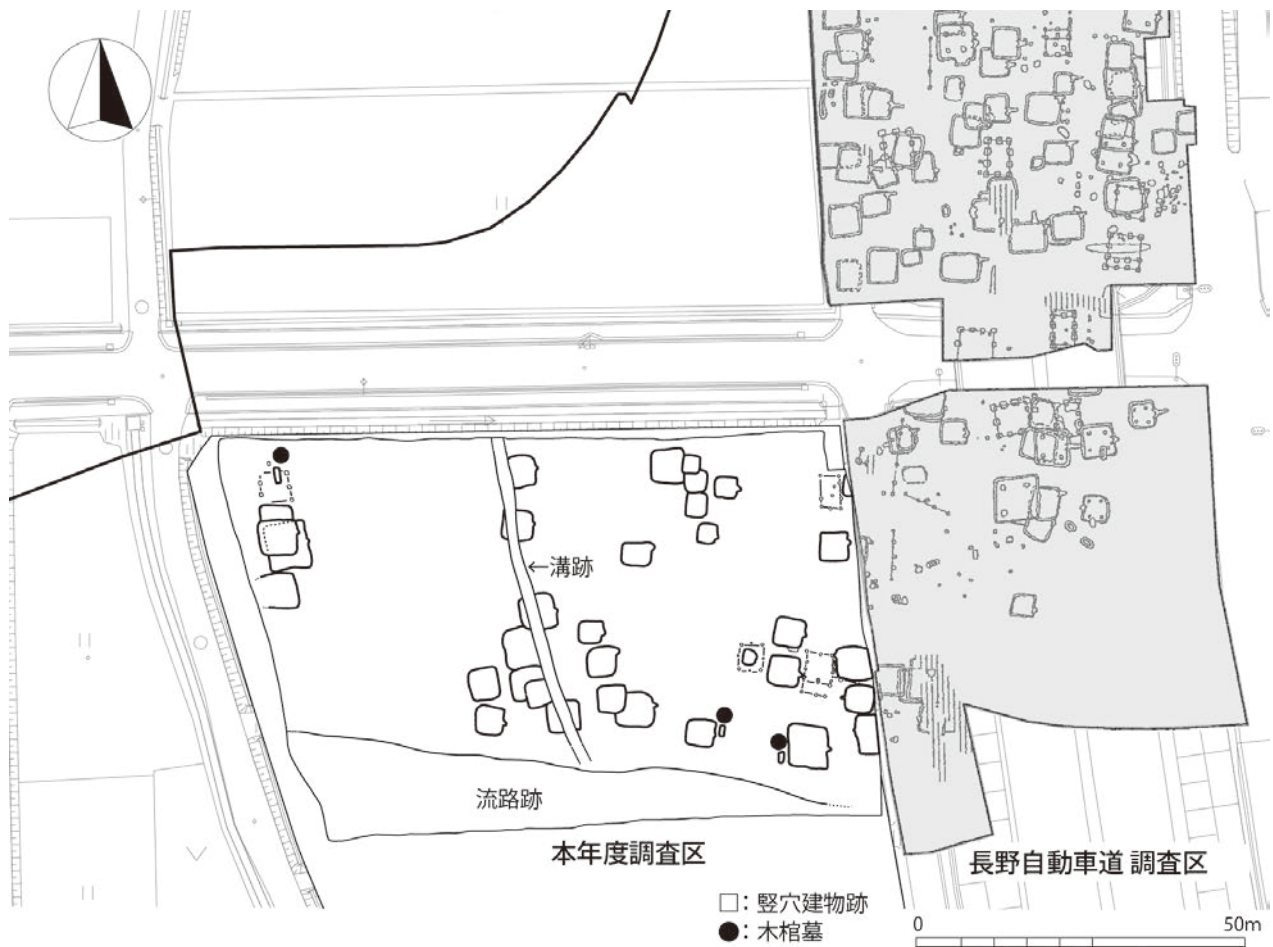 ←溝跡
流路跡
本年度調査区
長野自動車道 調査区
□：竪穴建物跡
●：木棺墓
0 50m